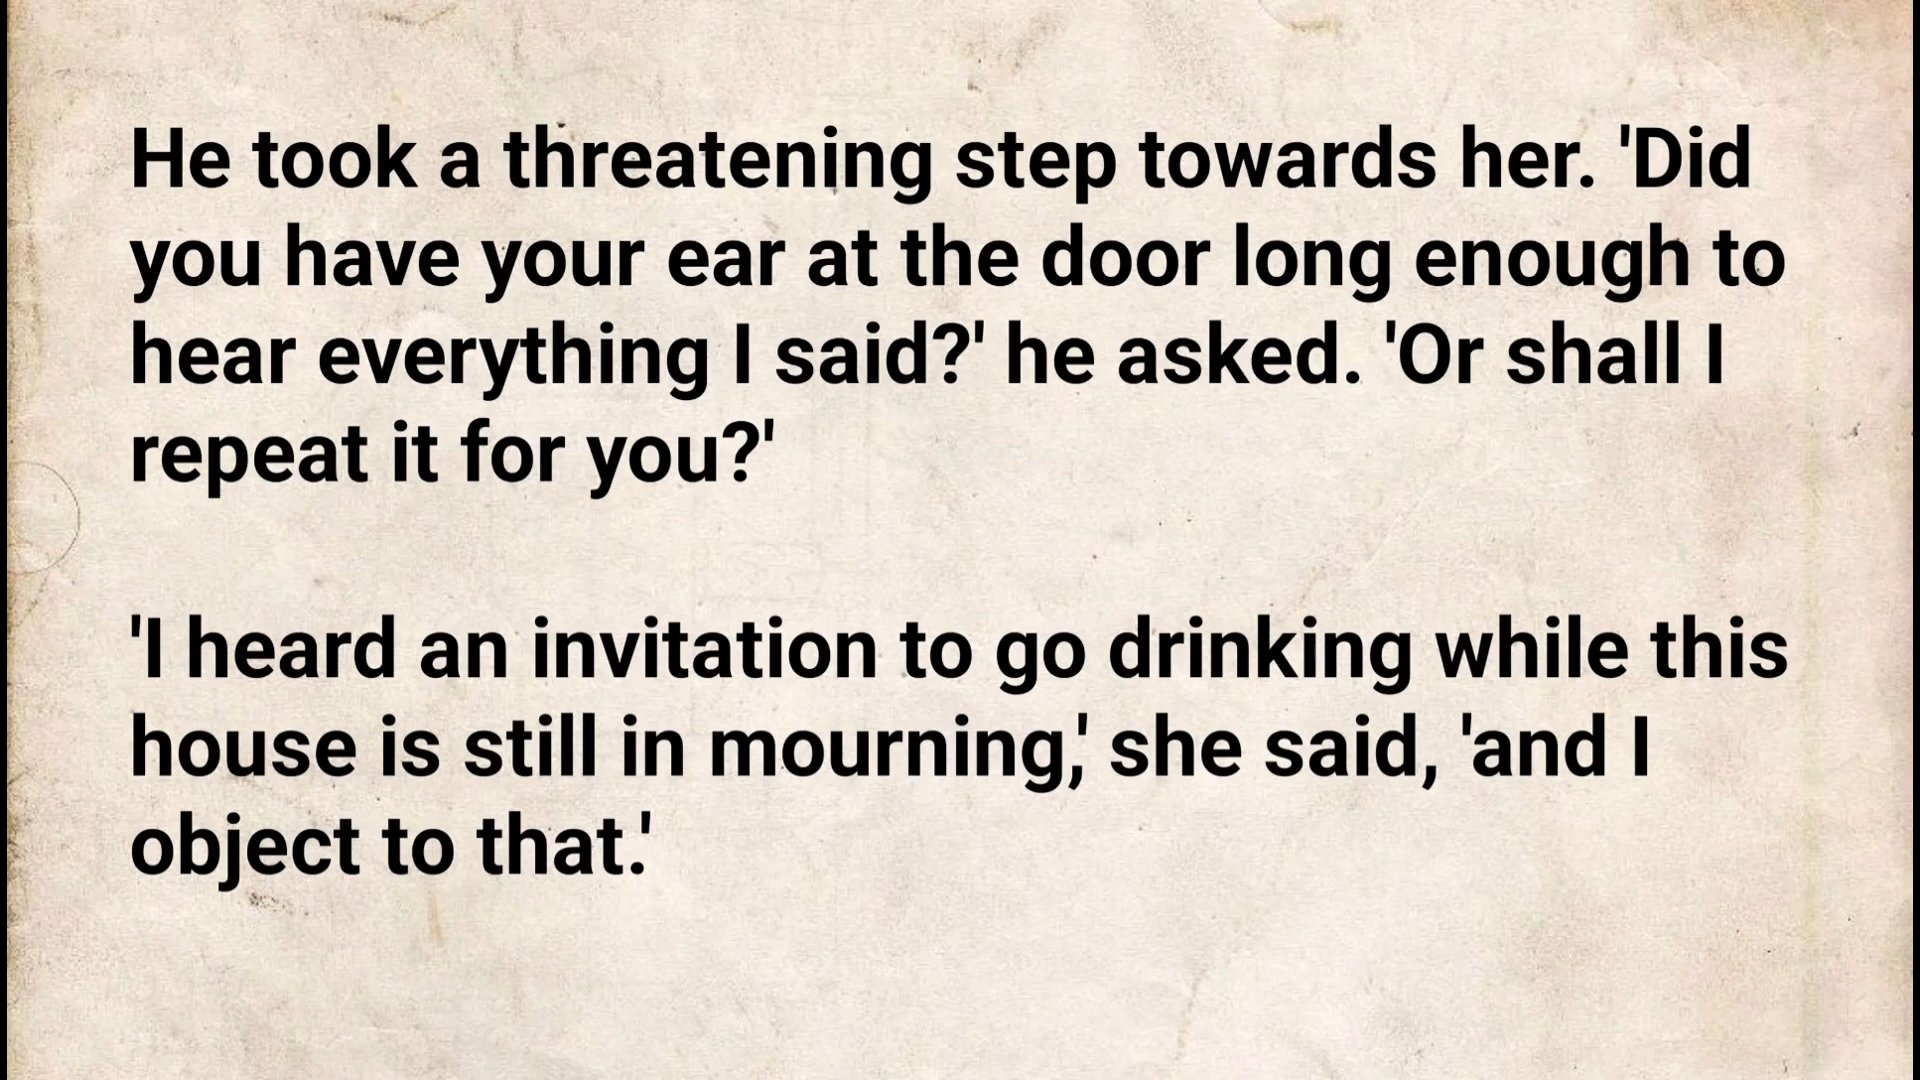 He took a threatening step towards her. 'Did
you have your ear at the door long enough to
hear everything I said?' he asked. 'Or shall I
repeat it for you?'
'I heard an invitation to go drinking while this
house is still in mourning,' she said, 'and I
object to that.'